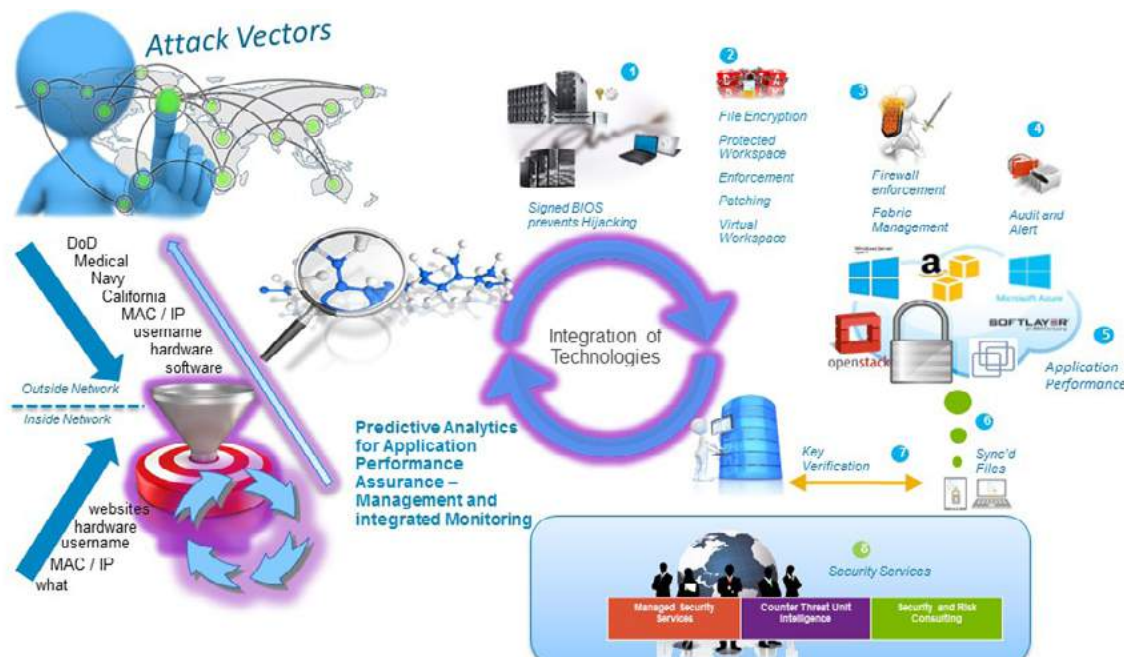 Attack Vectors
DoD
Medical
Navy
California
MAC / IP
username
hardware
software
Outside Network
Inside Network
websites
hardware
username
MAC / IP
what
Predictive Analytics
for Application
Performance
Assurance –
Management and
integrated Monitoring
Integration of
Technologies
1
Signed BIOS
prevents Hijacking
2
File Encryption
Protected
Workspace
Enforcement
Patching
Virtual
Workspace
3
Firewall
enforcement
Fabric
Management
4
Audit and
Alert
Windows Server
a
Microsoft Azure
openstack
SOFTLAYER
5
Application
Performance
6
Sync'd
Files
Key
Verification
7
8
Security Services
Managed Security
Services
Counter Threat Unit
Intelligence
Security and Risk
Consulting